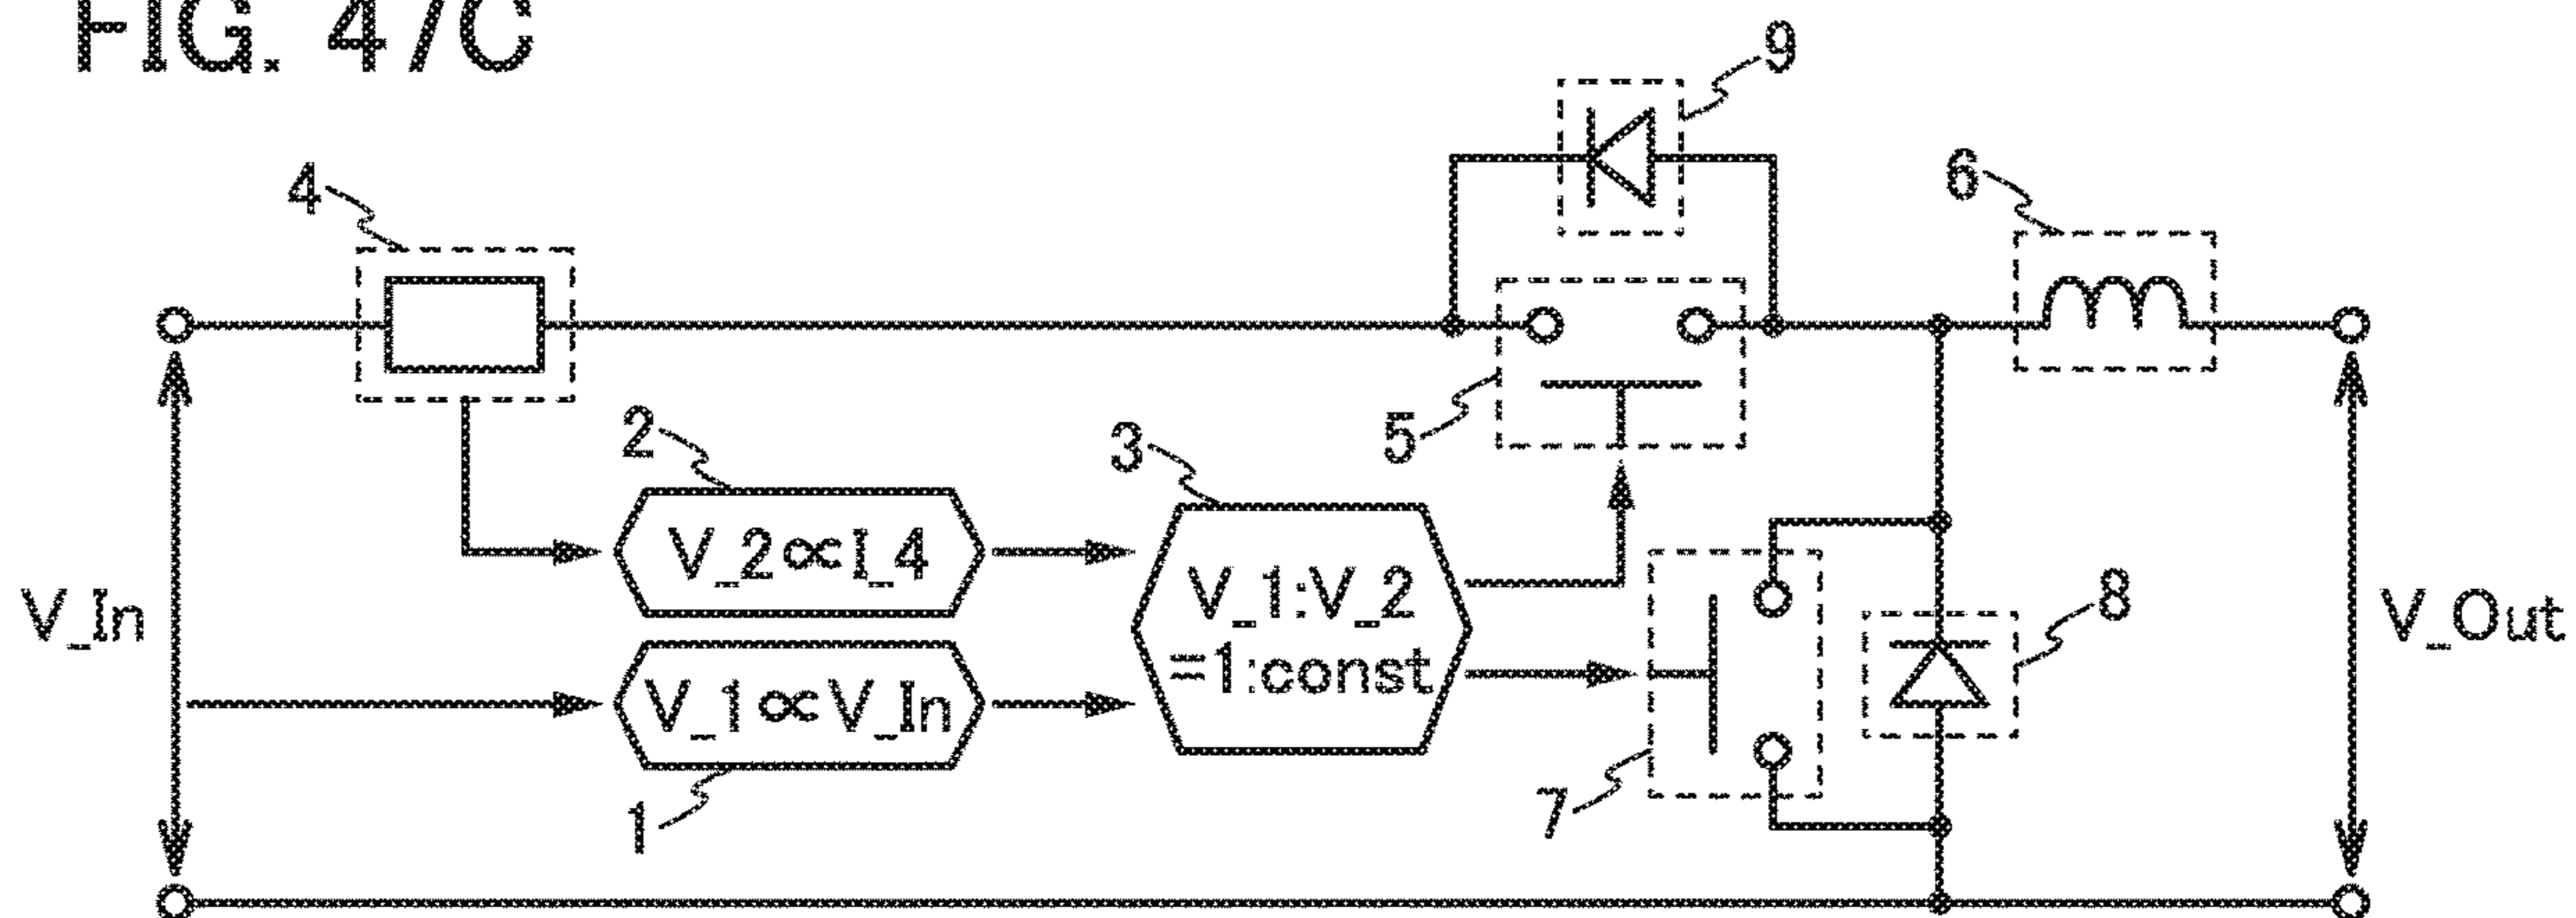 FIG. 47C
9
4
6
2
3
5
V_2∝I_4
V_1:V_2
=1:const
8
V_In
V_Out
V_1∝V_In
1
7